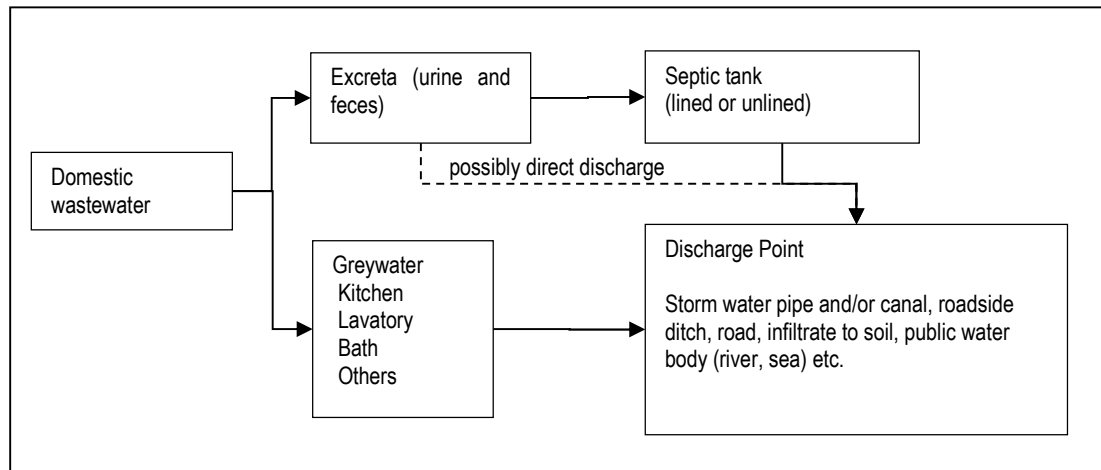 Excreta (urine and
feces)
Septic tank
(lined or unlined)
possibly direct discharge
Domestic
wastewater
Greywater
Kitchen
Lavatory
Bath
Others
Discharge Point
Storm water pipe and/or canal, roadside
ditch, road, infiltrate to soil, public water
body (river, sea) etc.